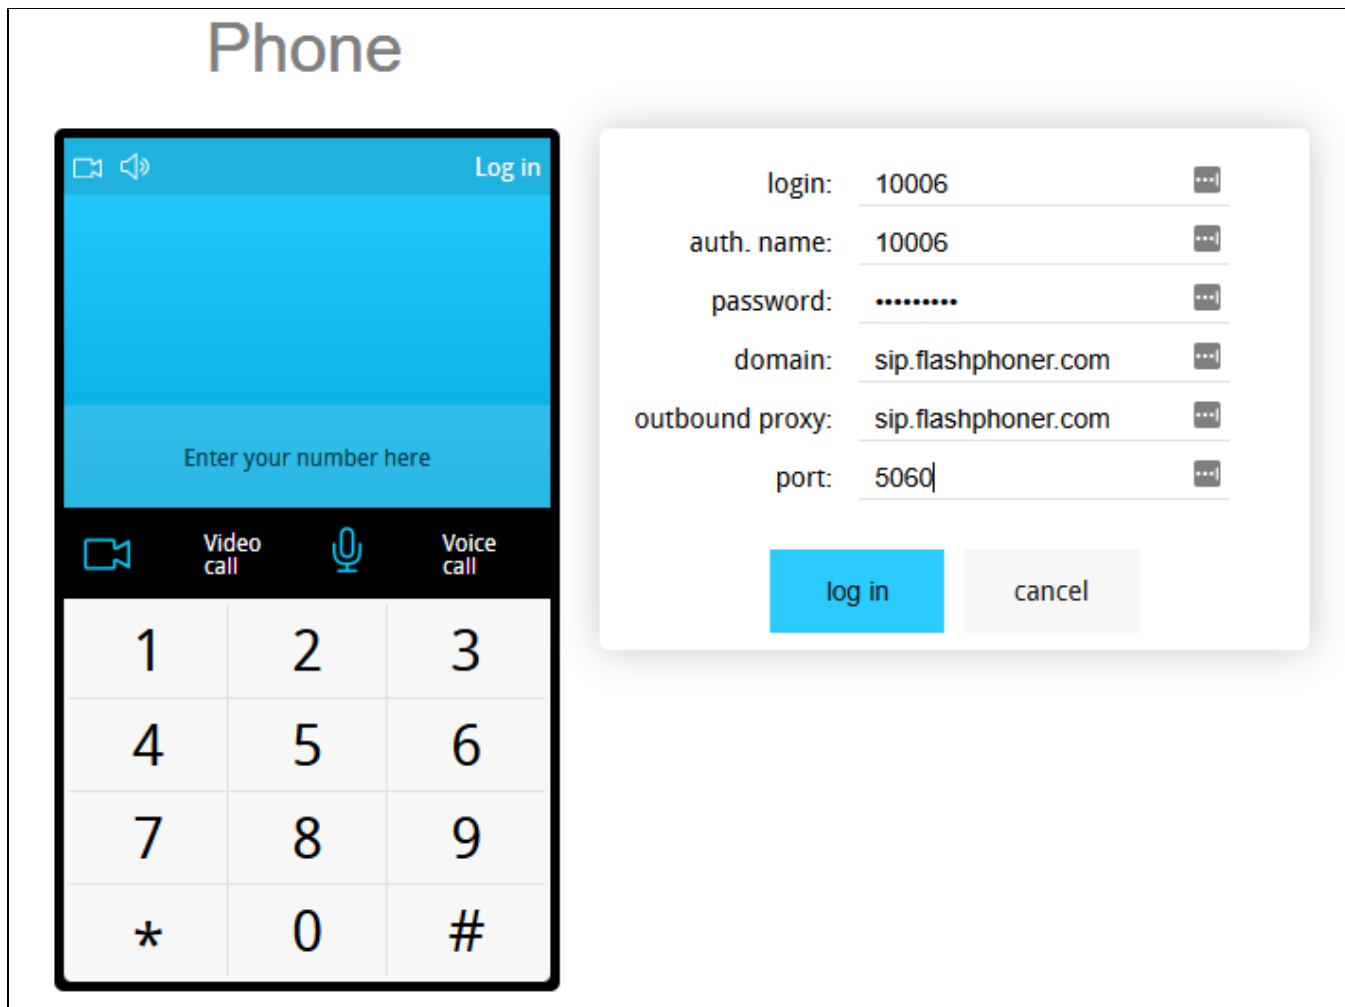 Phone
Log in
Enter your number here
Video call
Voice call
1 2 3
4 5 6
7 8 9
* 0 #
login: 10006
auth. name: 10006
password: •••••••••
domain: sip.flashphoner.com
outbound proxy: sip.flashphoner.com
port: 5060
log in
cancel